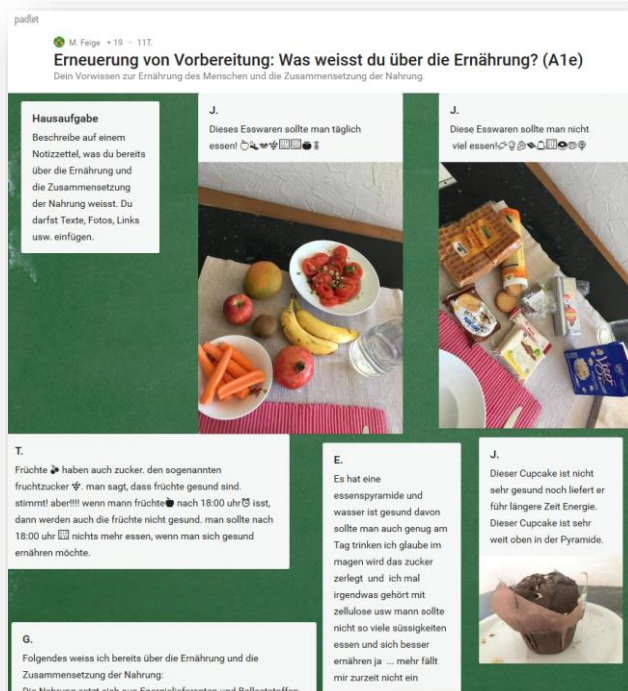 padlet
M. Feige +19 · 11T.
Erneuerung von Vorbereitung: Was weisst du über die Ernährung? (A1e)
Dein Vorwissen zur Ernährung des Menschen und die Zusammensetzung der Nahrung.
Hausaufgabe
Beschreibe auf einem
Notizzettel, was du bereits
über die Ernährung und
die Zusammensetzung
der Nahrung weisst. Du
darfst Texte, Fotos, Links
usw. einfügen.
J.
Dieses Esswaren sollte man täglich
essen!
J.
Diese Esswaren sollte man nicht
viel essen!
T.
Früchte haben auch zucker. den sogenannten
fruchtzucker. man sagt, dass früchte gesund sind.
stimmt! aber!!!! wenn mann früchte nach 18:00 uhr isst,
dann werden auch die früchte nicht gesund. man sollte nach
18:00 uhr nichts mehr essen, wenn man sich gesund
ernähren möchte.
E.
Es hat eine
essenspyramide und
wasser ist gesund davon
sollte man auch genug am
Tag trinken ich glaube im
magen wird das zucker
zerlegt und ich mal
irgendwas gehört mit
zellulose usw mann sollte
nicht so viele süssigkeiten
essen und sich besser
ernähren ja ... mehr fällt
mir zurzeit nicht ein
J.
Dieser Cupcake ist nicht
sehr gesund noch liefert er
führ längere Zeit Energie.
Dieser Cupcake ist sehr
weit oben in der Pyramide.
G.
Folgendes weiss ich bereits über die Ernährung und die
Zusammensetzung der Nahrung:
Die Nahrung setzt sich aus Energielieferanten und Ballaststoffen